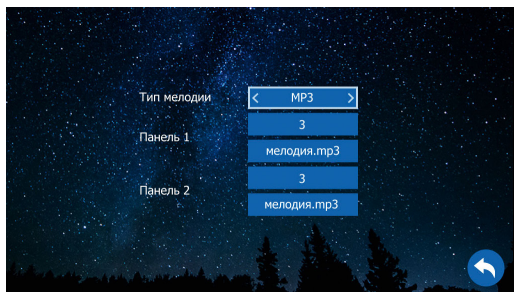 Тип мелодии < MP3 >
Панель 1
3
мелодия.mp3
Панель 2
3
мелодия.mp3